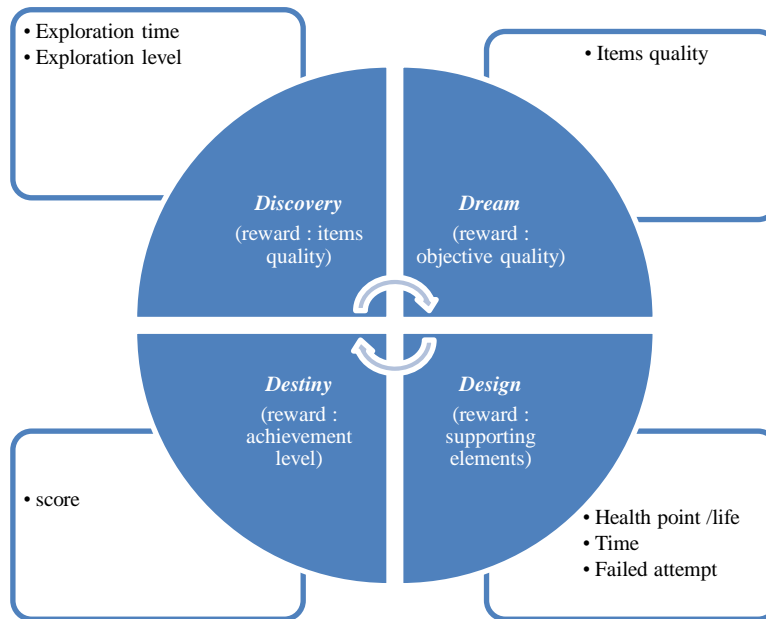 • Exploration time
• Exploration level
• Items quality
Discovery
(reward : items
quality)
Dream
(reward :
objective quality)
Destiny
(reward :
achievement
level)
Design
(reward :
supporting
elements)
• score
• Health point /life
• Time
• Failed attempt